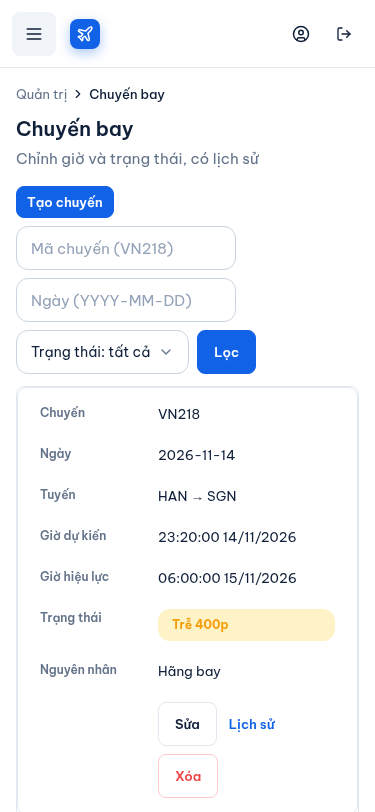 Quản trị > Chuyến bay
Chuyến bay
Chỉnh giờ và trạng thái, có lịch sử
Tạo chuyến
Mã chuyến (VN218)
Ngày (YYYY-MM-DD)
Trạng thái: tất cả
Lọc
Chuyến VN218
Ngày 2026-11-14
Tuyến HAN → SGN
Giờ dự kiến 23:20:00 14/11/2026
Giờ hiệu lực 06:00:00 15/11/2026
Trạng thái Trễ 400p
Nguyên nhân Hãng bay
Sửa Lịch sử
Xóa